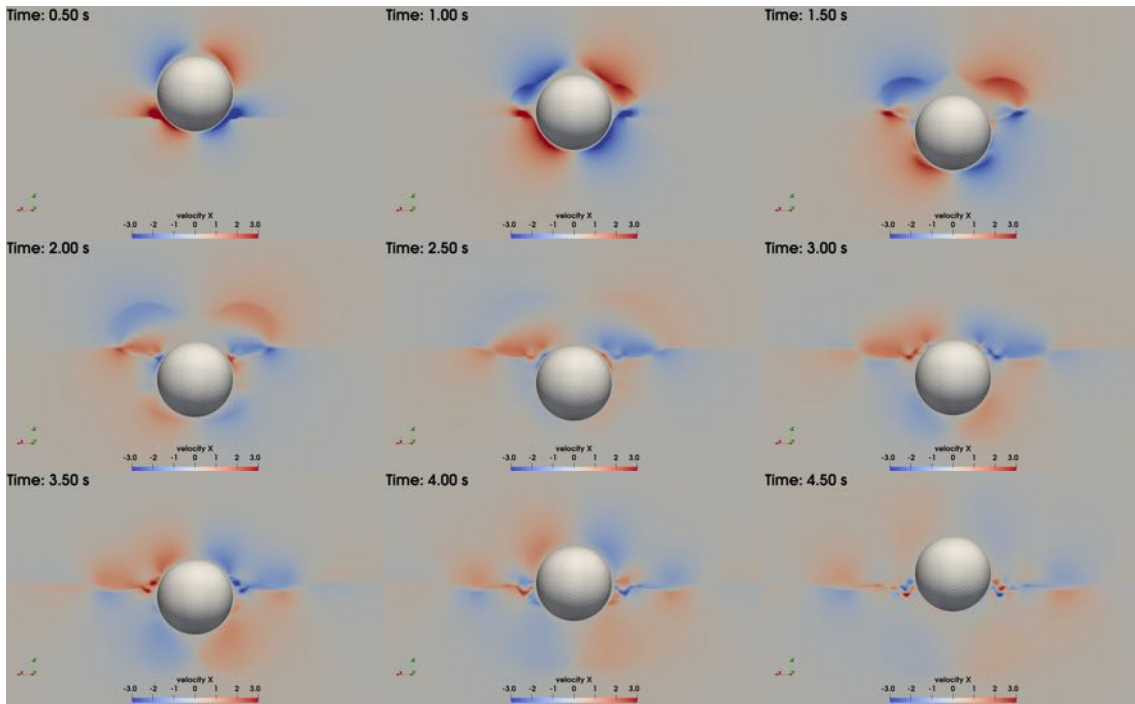 Time: 0.50 s
velocity X
-3.0 -2 -1 0 1 2 3.0
Time: 1.00 s
velocity X
-3.0 -2 -1 0 1 2 3.0
Time: 1.50 s
velocity X
-3.0 -2 -1 0 1 2 3.0
Time: 2.00 s
velocity X
-3.0 -2 -1 0 1 2 3.0
Time: 2.50 s
velocity X
-3.0 -2 -1 0 1 2 3.0
Time: 3.00 s
velocity X
-3.0 -2 -1 0 1 2 3.0
Time: 3.50 s
velocity X
-3.0 -2 -1 0 1 2 3.0
Time: 4.00 s
velocity X
-3.0 -2 -1 0 1 2 3.0
Time: 4.50 s
velocity X
-3.0 -2 -1 0 1 2 3.0